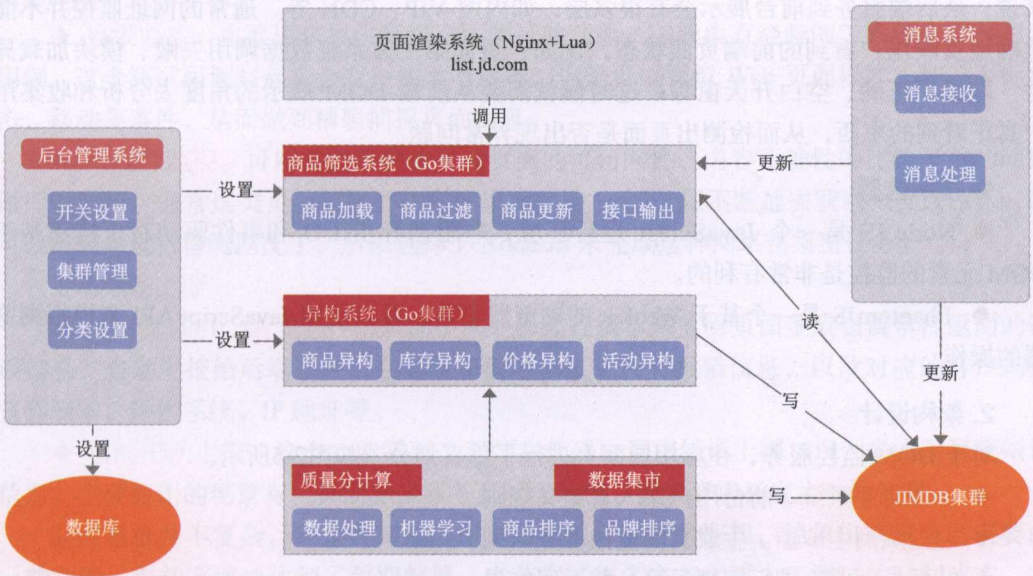 页面渲染系统（Nginx+Lua）
list.jd.com
消息系统
消息接收
消息处理
调用
后台管理系统
开关设置
集群管理
分类设置
设置
商品筛选系统（Go集群）
商品加载
商品过滤
商品更新
接口输出
更新
设置
异构系统（Go集群）
商品异构
库存异构
价格异构
活动异构
读
写
更新
设置
数据库
质量分计算
数据集市
数据处理
机器学习
商品排序
品牌排序
写
JIMDB集群